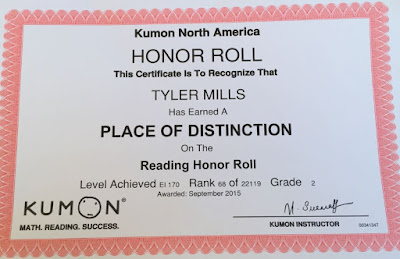 Kumon North America
HONOR ROLL
This Certificate Is To Recognize That
TYLER MILLS
Has Earned A
PLACE OF DISTINCTION
On The
Reading Honor Roll
Level Achieved EI 170 Rank 68 of 22119 Grade 2
Awarded: September 2015
KUMON®
MATH. READING. SUCCESS.
KUMON INSTRUCTOR